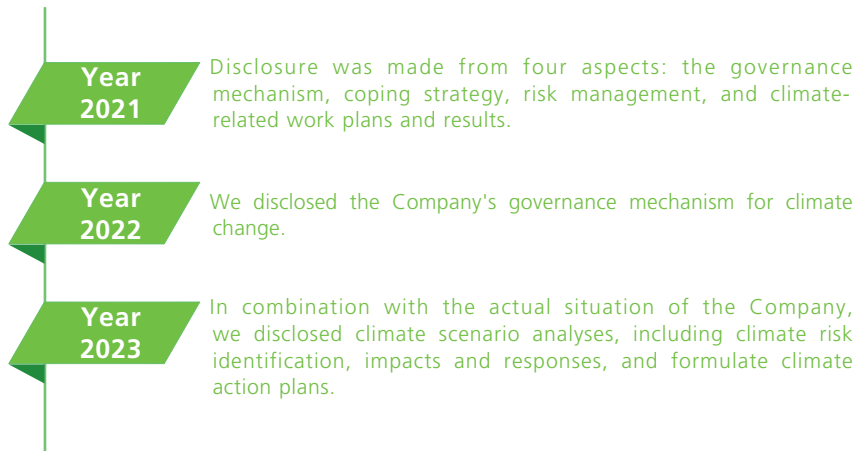 Year
2021
Disclosure was made from four aspects: the governance
mechanism, coping strategy, risk management, and climate-
related work plans and results.
Year
2022
We disclosed the Company's governance mechanism for climate
change.
Year
2023
In combination with the actual situation of the Company,
we disclosed climate scenario analyses, including climate risk
identification, impacts and responses, and formulate climate
action plans.